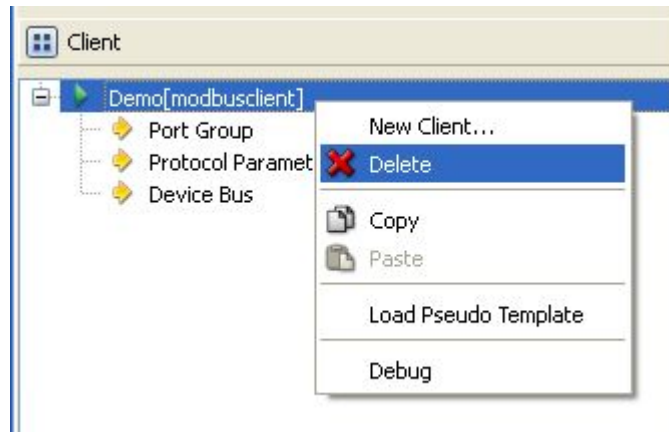 Client
Demo[modbusclient]
Port Group
Protocol Paramet
Device Bus
New Client...
Delete
Copy
Paste
Load Pseudo Template
Debug